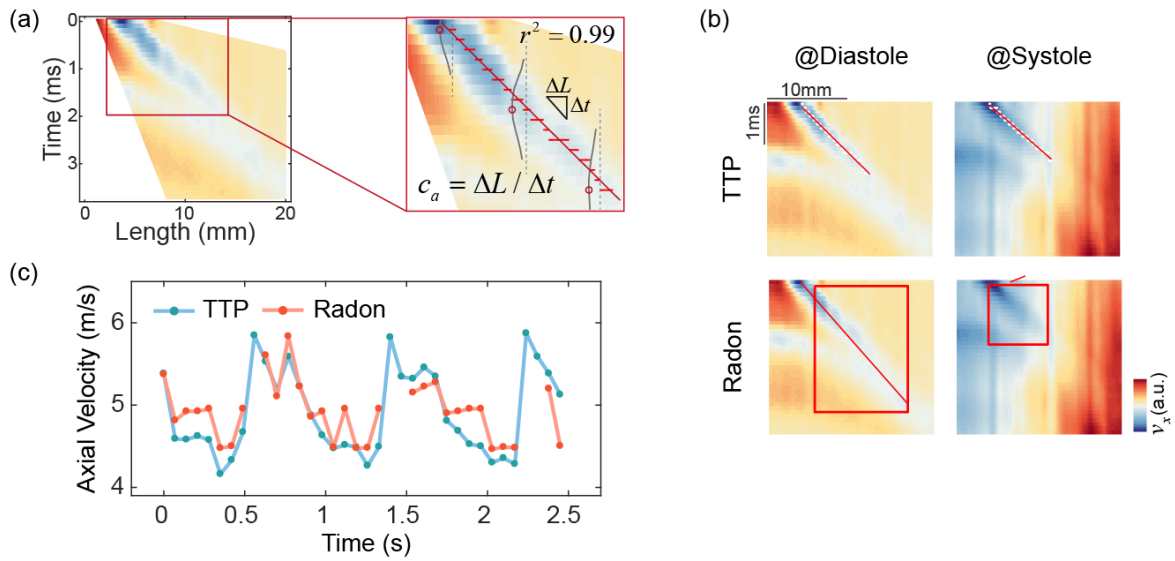 (a)
0
1
2
3
Time (ms)
0
10
20
Length (mm)
r² = 0.99
ΔL
Δt
cₐ = ΔL / Δt
(b)
@Diastole
@Systole
10mm
1ms
TTP
Radon
vₓ(a.u.)
(c)
TTP
Radon
6
5
4
Axial Velocity (m/s)
0
0.5
1
1.5
2
2.5
Time (s)